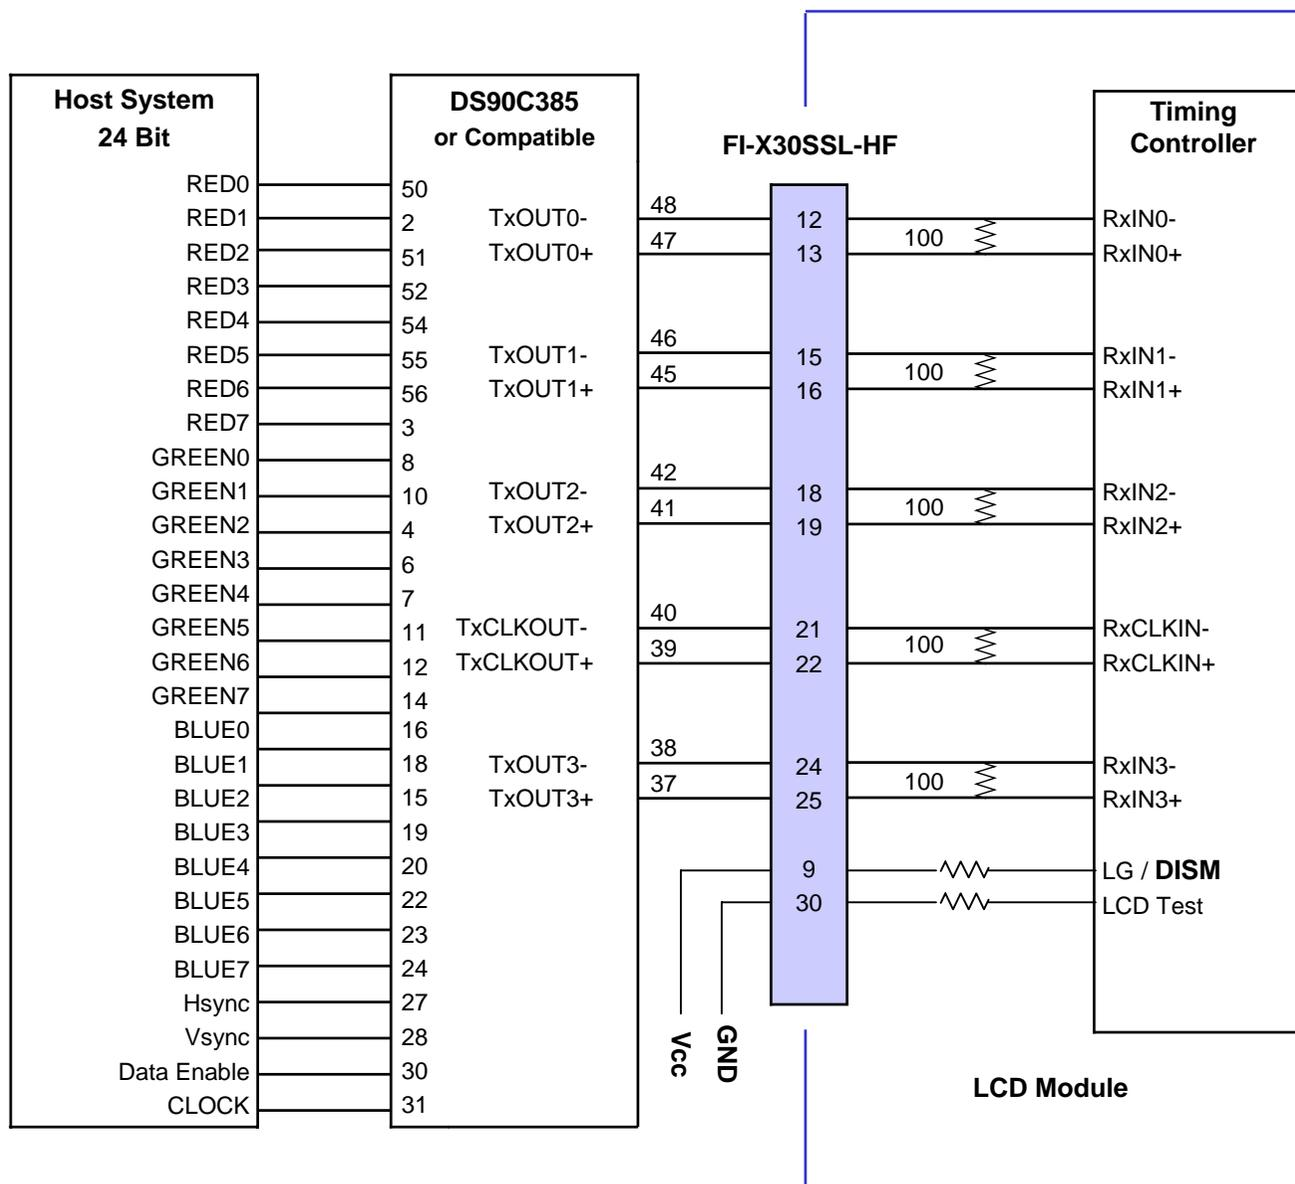 Host System
24 Bit
RED0
RED1
RED2
RED3
RED4
RED5
RED6
RED7
GREEN0
GREEN1
GREEN2
GREEN3
GREEN4
GREEN5
GREEN6
GREEN7
BLUE0
BLUE1
BLUE2
BLUE3
BLUE4
BLUE5
BLUE6
BLUE7
Hsync
Vsync
Data Enable
CLOCK
DS90C385
or Compatible
50
2
51
52
54
55
56
3
8
10
4
6
7
11
12
14
16
18
15
19
20
22
23
24
27
28
30
31
TxOUT0-
TxOUT0+
TxOUT1-
TxOUT1+
TxOUT2-
TxOUT2+
TxCLKOUT-
TxCLKOUT+
TxOUT3-
TxOUT3+
48
47
46
45
42
41
40
39
38
37
Vcc
GND
FI-X30SSL-HF
12
13
15
16
18
19
21
22
24
25
9
30
100
100
100
100
100
Timing
Controller
RxIN0-
RxIN0+
RxIN1-
RxIN1+
RxIN2-
RxIN2+
RxCLKIN-
RxCLKIN+
RxIN3-
RxIN3+
LG / DISM
LCD Test
LCD Module